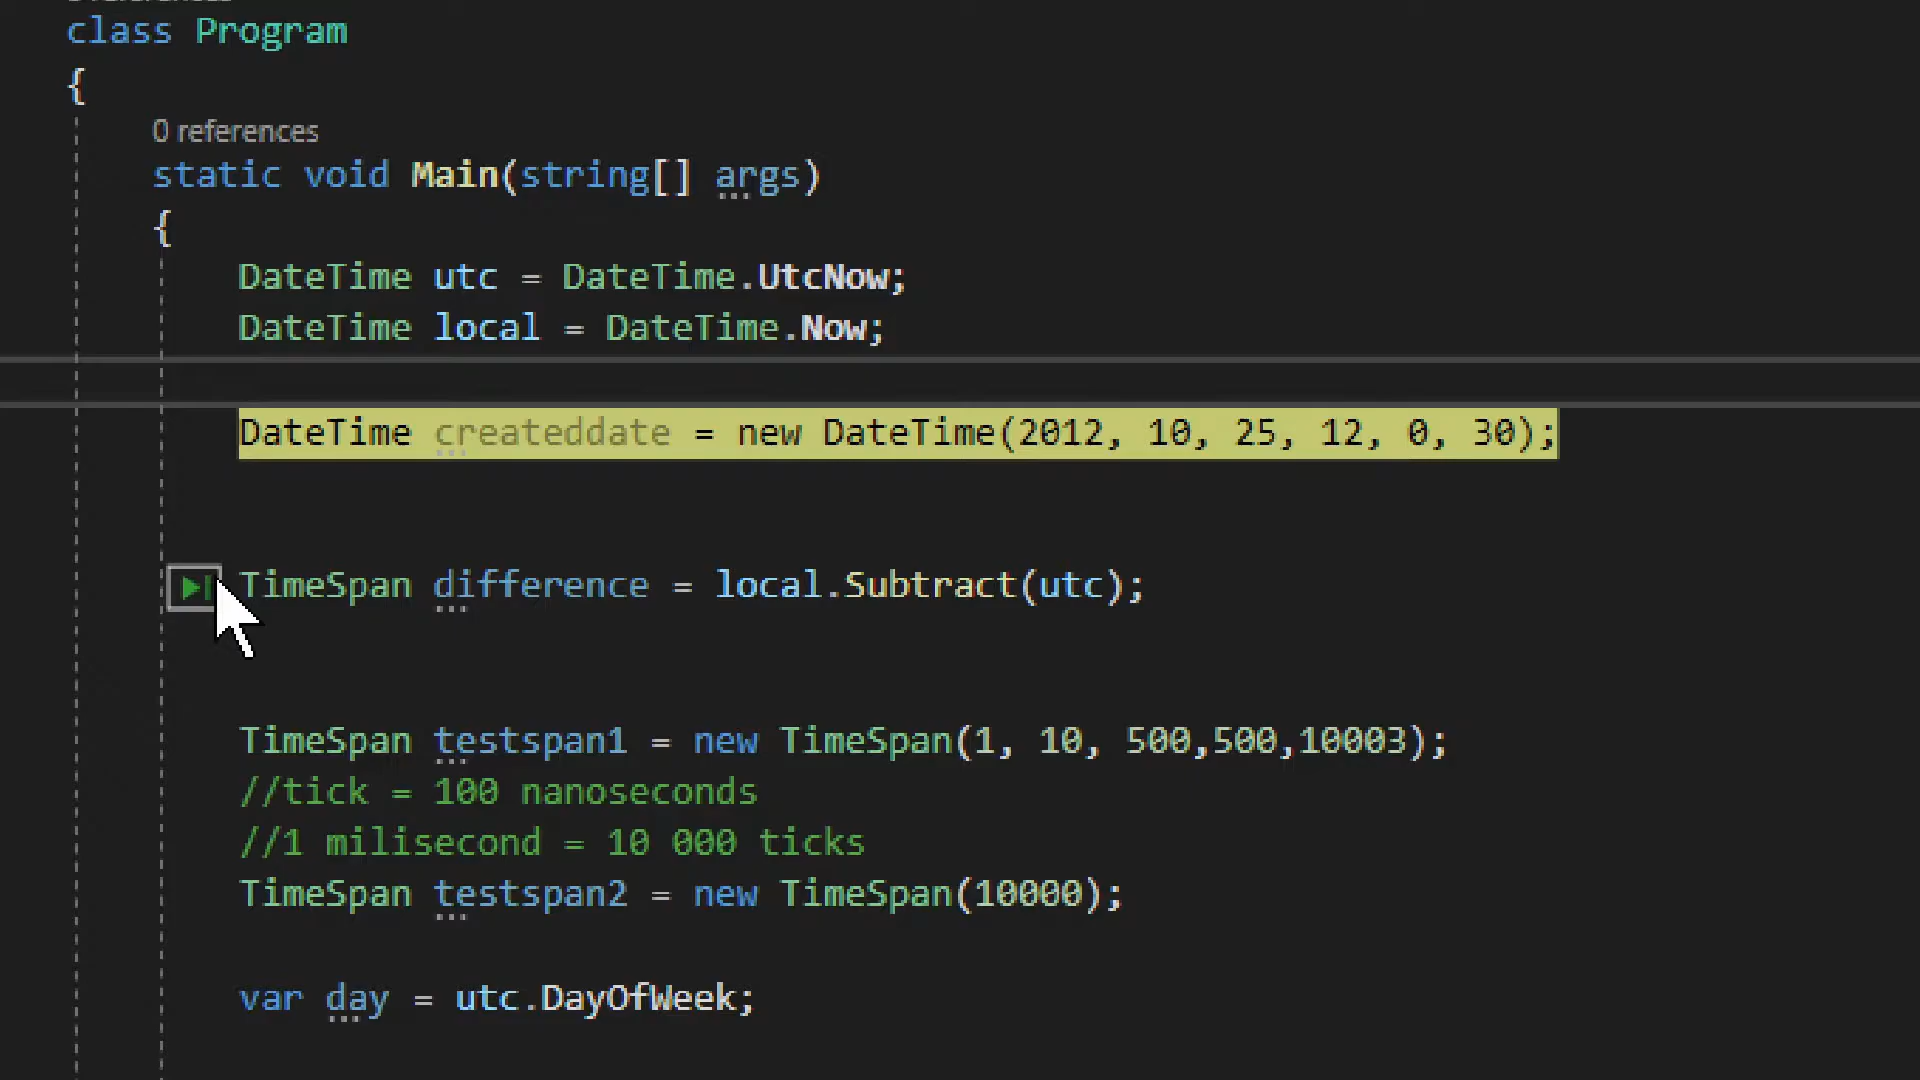 class Program
{
0 references
static void Main(string[] args)
{
DateTime utc = DateTime.UtcNow;
DateTime local = DateTime.Now;
DateTime createddate = new DateTime(2012, 10, 25, 12, 0, 30);
TimeSpan difference = local.Subtract(utc);
TimeSpan testspan1 = new TimeSpan(1, 10, 500,500,10003);
//tick = 100 nanoseconds
//1 milisecond = 10 000 ticks
TimeSpan testspan2 = new TimeSpan(10000);
var day = utc.DayOfWeek;